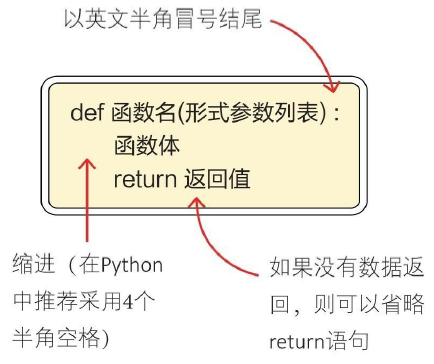 以英文半角冒号结尾
def 函数名(形式参数列表)：
函数体
return 返回值
缩进（在Python
中推荐采用4个
半角空格）
如果没有数据返
回，则可以省略
return语句